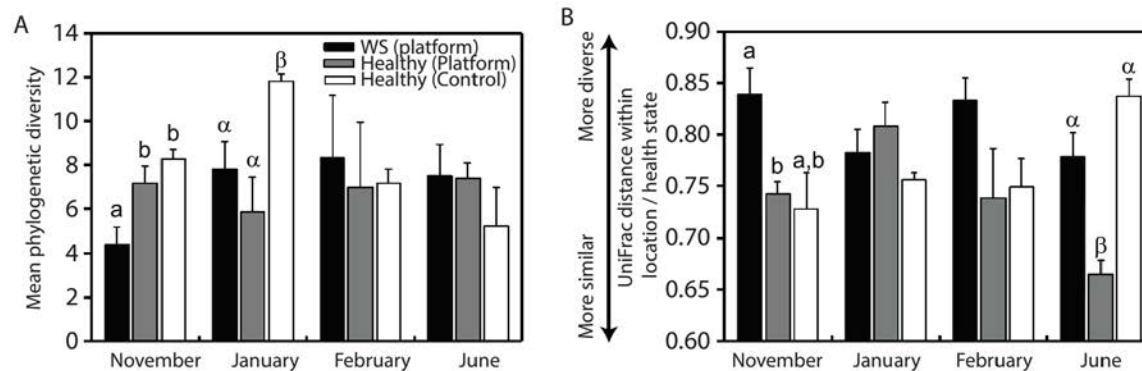 A
Mean phylogenetic diversity
14
12
10
8
6
4
2
0
WS (platform)
Healthy (Platform)
Healthy (Control)
a
b
b
α
α
β
November
January
February
June
B
More diverse
More similar
UniFrac distance within
location / health state
0.90
0.85
0.80
0.75
0.70
0.65
0.60
a
b
a,b
α
β
α
November
January
February
June